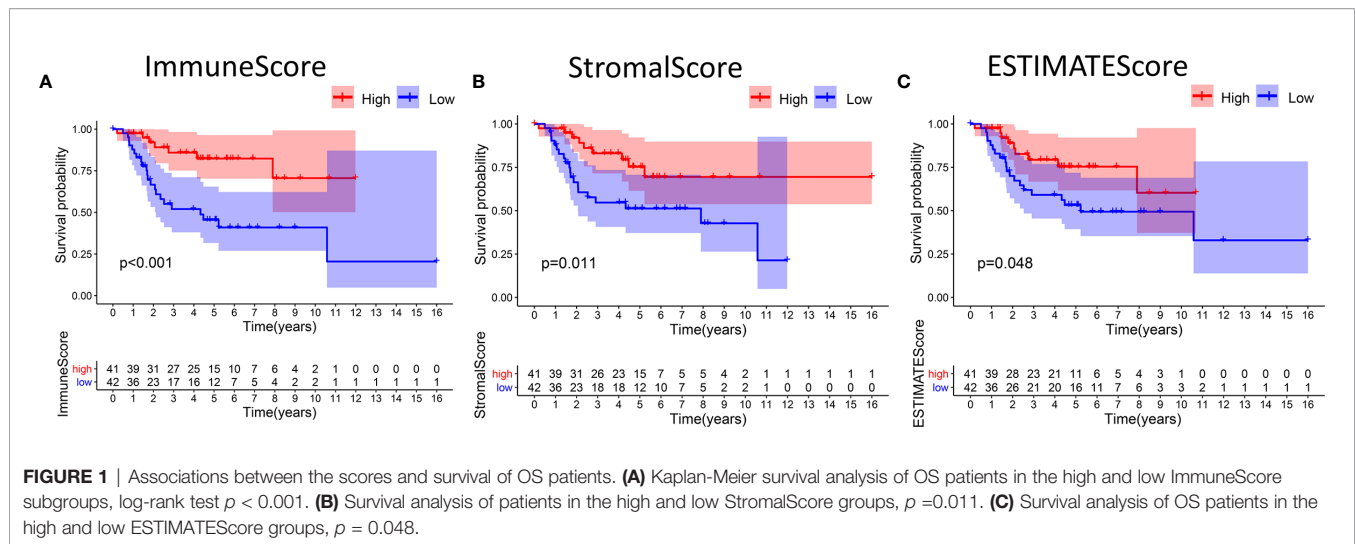 A ImmuneScore
High Low
Survival probability
1.00
0.75
0.50
0.25
0.00
p<0.001
0 1 2 3 4 5 6 7 8 9 10 11 12 13 14 15 16
Time(years)
ImmuneScore
high 41 39 31 27 25 15 10 7 6 4 2 1 0 0 0 0 0
low 42 36 23 17 16 12 7 5 4 2 2 1 1 1 1 1 1
0 1 2 3 4 5 6 7 8 9 10 11 12 13 14 15 16
Time(years)
B StromalScore
High Low
Survival probability
1.00
0.75
0.50
0.25
0.00
p=0.011
0 1 2 3 4 5 6 7 8 9 10 11 12 13 14 15 16
Time(years)
StromalScore
high 41 39 31 26 23 15 7 5 5 4 2 1 1 1 1 1 1
low 42 36 23 18 18 12 10 7 5 2 2 1 0 0 0 0 0
0 1 2 3 4 5 6 7 8 9 10 11 12 13 14 15 16
Time(years)
C ESTIMATEScore
High Low
Survival probability
1.00
0.75
0.50
0.25
0.00
p=0.048
0 1 2 3 4 5 6 7 8 9 10 11 12 13 14 15 16
Time(years)
ESTIMATEScore
high 41 39 28 23 21 11 6 5 4 3 1 0 0 0 0 0 0
low 42 36 26 21 20 16 11 7 6 3 3 2 1 1 1 1 1
0 1 2 3 4 5 6 7 8 9 10 11 12 13 14 15 16
Time(years)
FIGURE 1 | Associations between the scores and survival of OS patients. (A) Kaplan-Meier survival analysis of OS patients in the high and low ImmuneScore
subgroups, log-rank test p < 0.001. (B) Survival analysis of patients in the high and low StromalScore groups, p =0.011. (C) Survival analysis of OS patients in the
high and low ESTIMATEScore groups, p = 0.048.